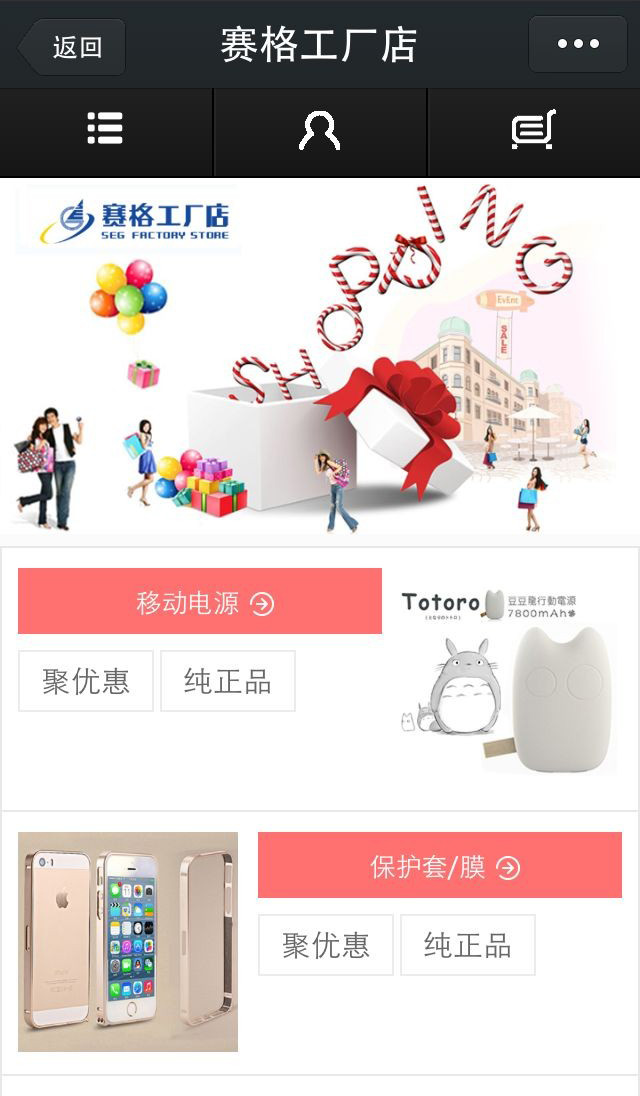 返回
赛格工厂店
赛格工厂店
SEG FACTORY STORE
SHOPPING
EvEnt
SALE
移动电源
聚优惠
纯正品
Totoro
豆豆龍行動電源
7800mAh
保护套/膜
聚优惠
纯正品